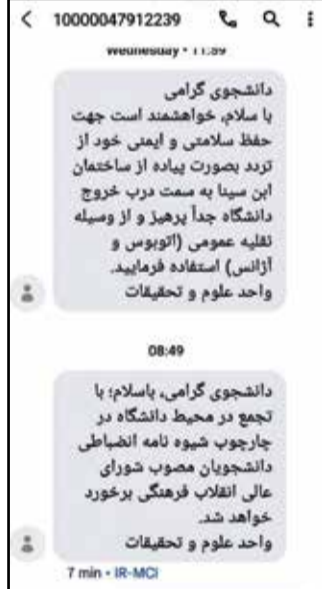 10000047912239
Wednesday • 11:59
دانشجوی گرامی
با سلام، خواهشمند است جهت
حفظ سلامتی و ایمنی خود از
تردد بصورت پیاده از ساختمان
ابن سینا به سمت درب خروج
دانشگاه جداً پرهیز و از وسیله
نقلیه عمومی (اتوبوس و
آژانس) استفاده فرمایید.
واحد علوم و تحقیقات
08:49
دانشجوی گرامی، باسلام؛ با
تجمع در محیط دانشگاه در
چارچوب شیوه نامه انضباطی
دانشجویان مصوب شورای
عالی انقلاب فرهنگی برخورد
خواهد شد.
واحد علوم و تحقیقات
7 min • IR-MCI